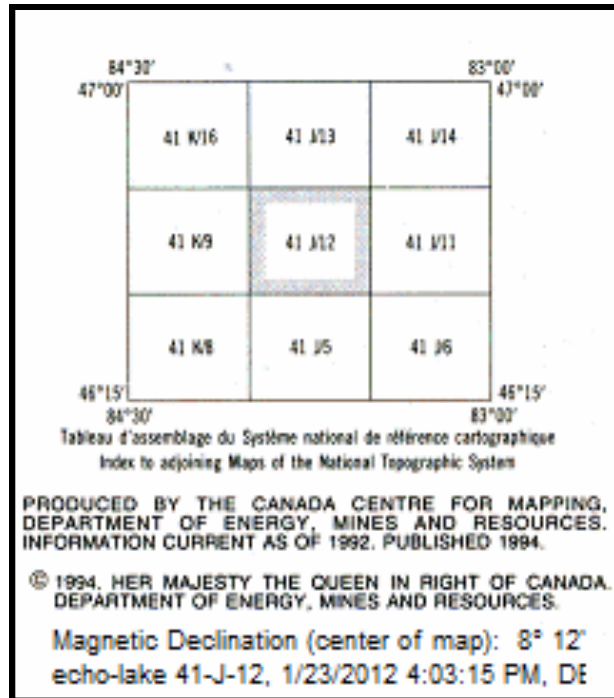 84°30' 83°00'
47°00' 47°00'
41 K/16 41 J/13 41 J/14
41 K/9 41 J/12 41 J/11
41 K/8 41 J/5 41 J/6
46°15' 46°15'
84°30' 83°00'
Tableau d'assemblage du Système national de référence cartographique
Index to adjoining Maps of the National Topographic System
PRODUCED BY THE CANADA CENTRE FOR MAPPING,
DEPARTMENT OF ENERGY, MINES AND RESOURCES.
INFORMATION CURRENT AS OF 1992. PUBLISHED 1994.
© 1994. HER MAJESTY THE QUEEN IN RIGHT OF CANADA.
DEPARTMENT OF ENERGY, MINES AND RESOURCES.
Magnetic Declination (center of map): 8° 12'
echo-lake 41-J-12, 1/23/2012 4:03:15 PM, DE